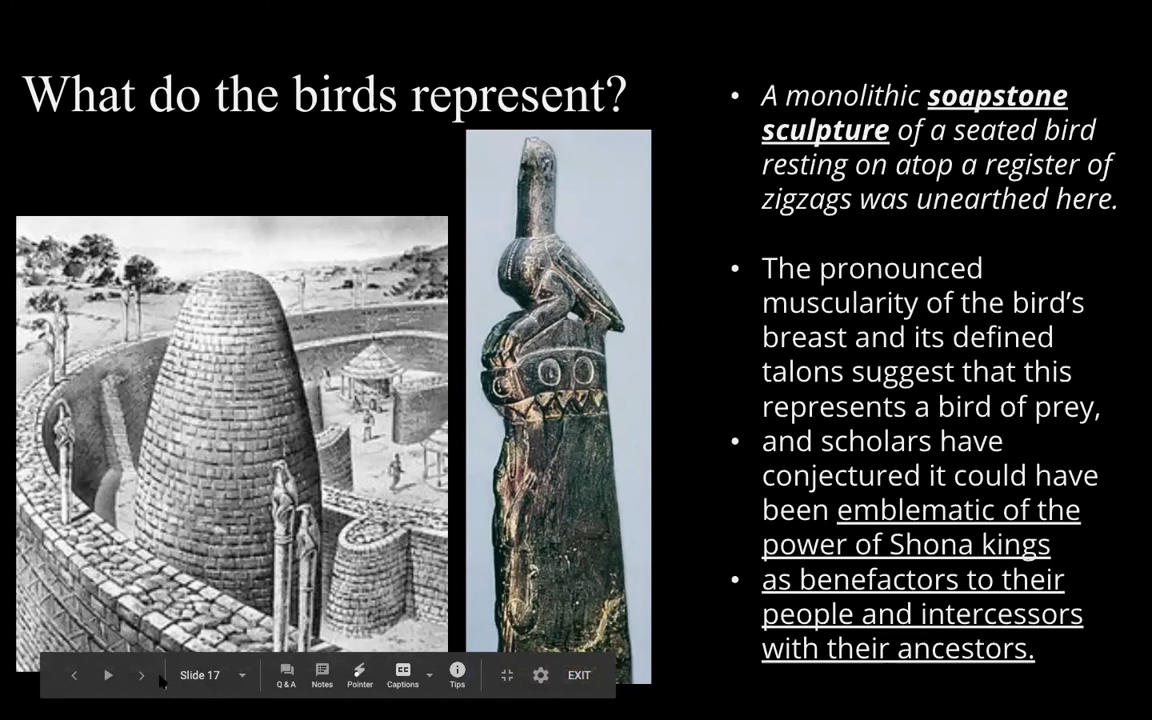 What do the birds represent?
• A monolithic soapstone
sculpture of a seated bird
resting on atop a register of
zigzags was unearthed here.
• The pronounced
muscularity of the bird’s
breast and its defined
talons suggest that this
represents a bird of prey,
• and scholars have
conjectured it could have
been emblematic of the
power of Shona kings
• as benefactors to their
people and intercessors
with their ancestors.
Slide 17
Q & A
Notes
Pointer
Captions
Tips
EXIT